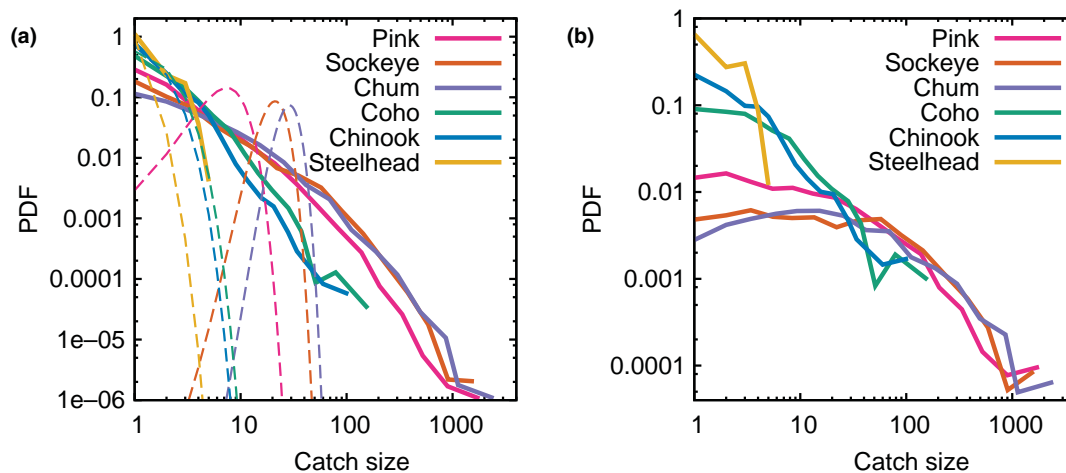 (a)
PDF
1
0.1
0.01
0.001
0.0001
1e-05
1e-06
1 10 100 1000
Catch size
Pink
Sockeye
Chum
Coho
Chinook
Steelhead
(b)
PDF
1
0.1
0.01
0.001
0.0001
1 10 100 1000
Catch size
Pink
Sockeye
Chum
Coho
Chinook
Steelhead